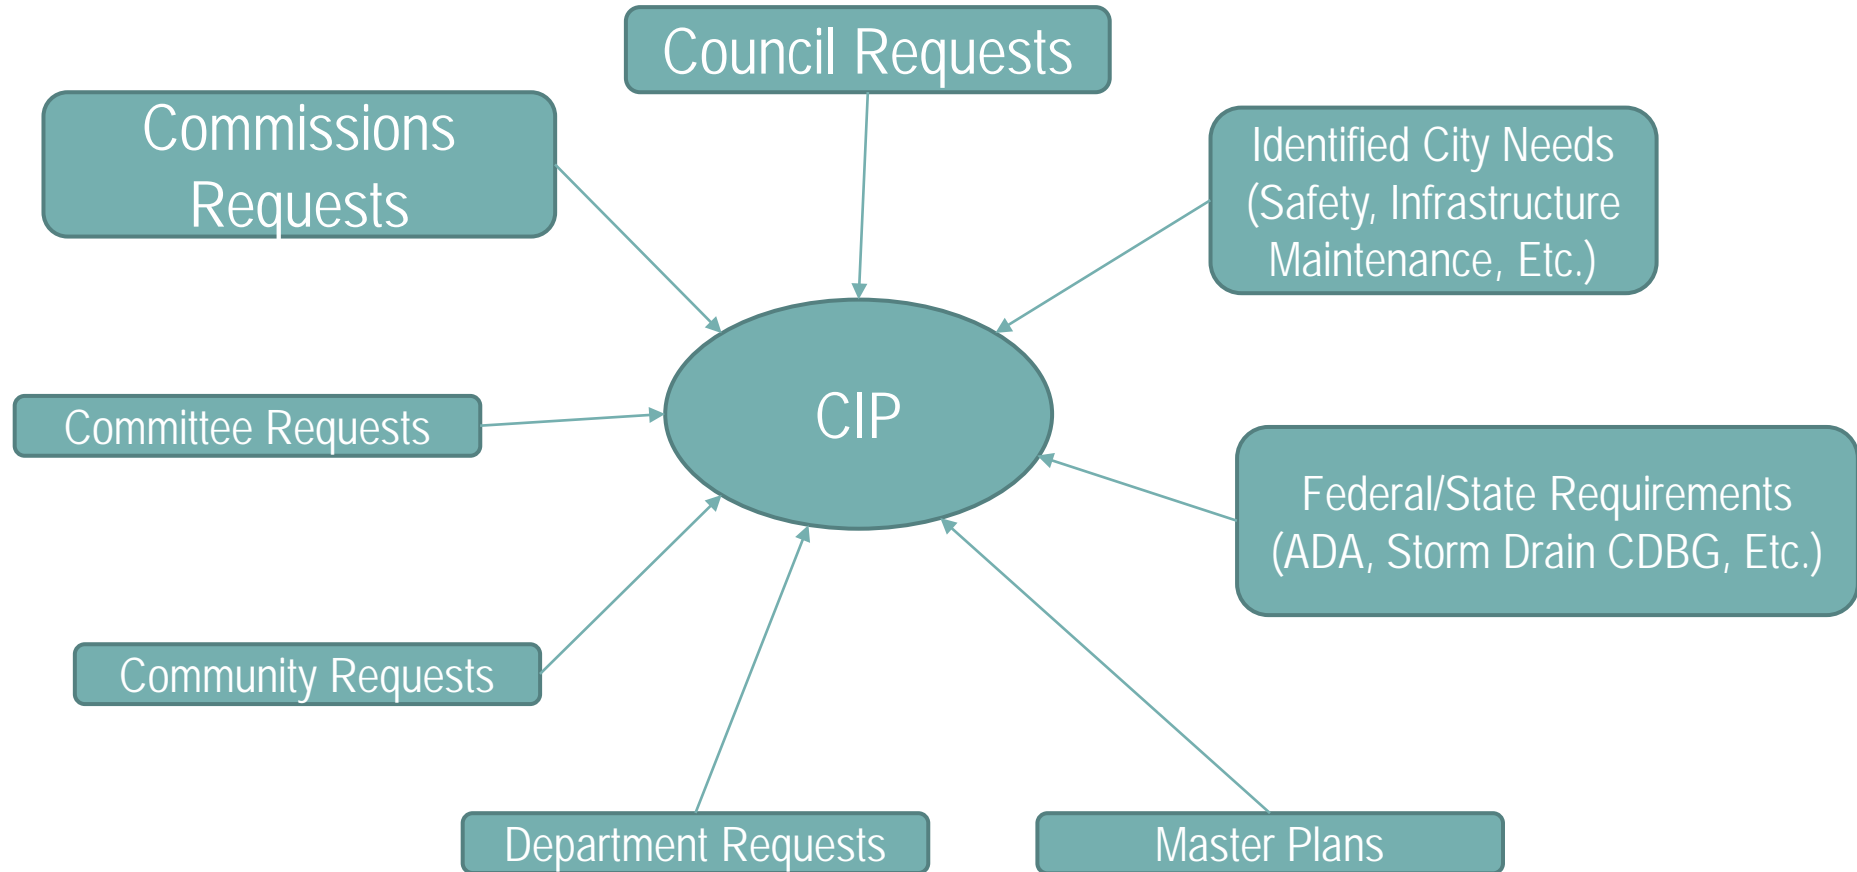 Council Requests
Commissions
Requests
Identified City Needs
(Safety, Infrastructure
Maintenance, Etc.)
CIP
Committee Requests
Federal/State Requirements
(ADA, Storm Drain CDBG, Etc.)
Community Requests
Department Requests
Master Plans